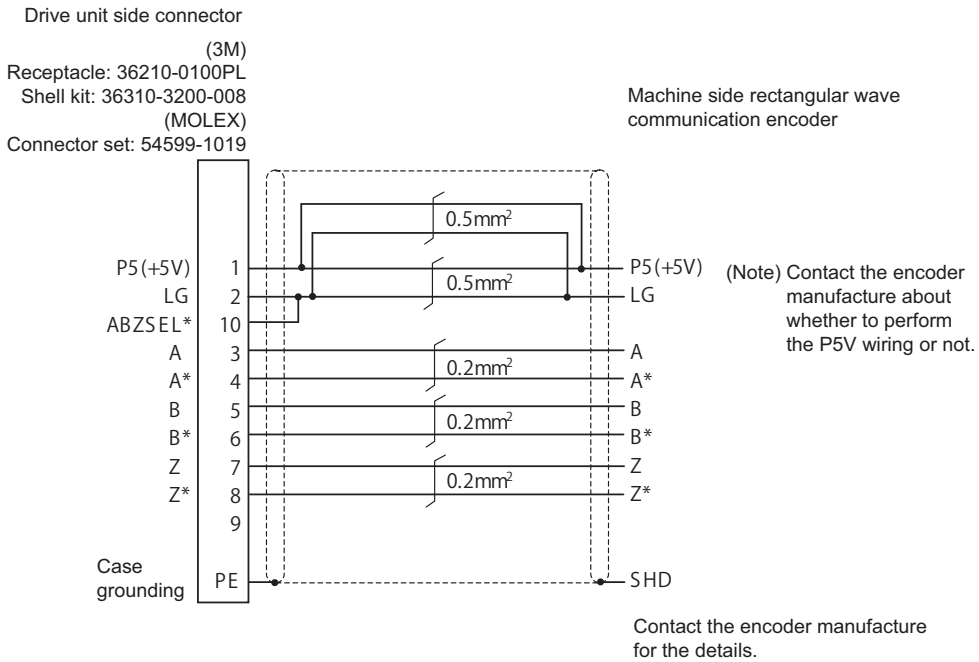 Drive unit side connector
(3M)
Receptacle: 36210-0100PL
Shell kit: 36310-3200-008
(MOLEX)
Connector set: 54599-1019
Machine side rectangular wave
communication encoder
0.5mm²
P5(+5V) 1 0.5mm² P5(+5V)
LG 2 LG
ABZSEL* 10
A 3 0.2mm² A
A* 4 A*
B 5 0.2mm² B
B* 6 B*
Z 7 0.2mm² Z
Z* 8 Z*
9
(Note) Contact the encoder
manufacture about
whether to perform
the P5V wiring or not.
Case
grounding
PE SHD
Contact the encoder manufacture
for the details.